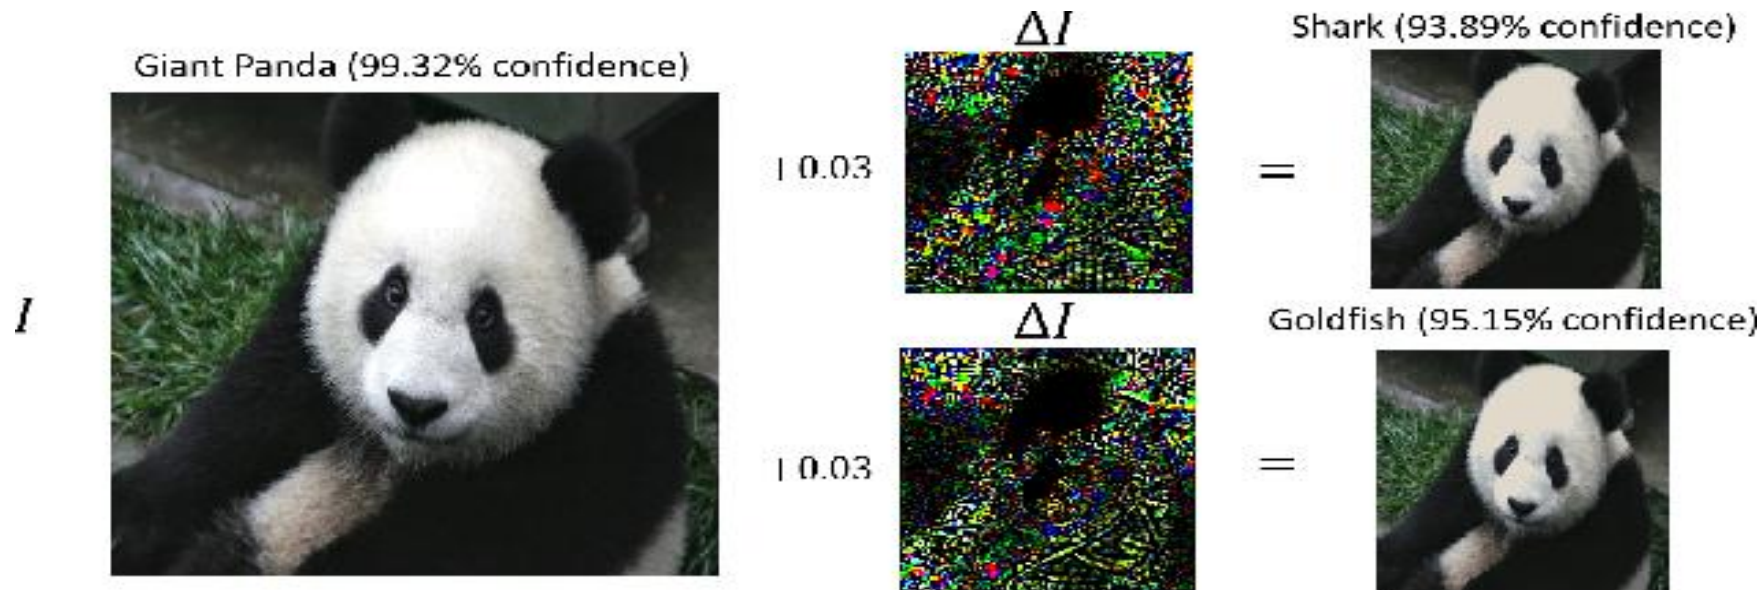 Giant Panda (99.32% confidence)
I
+0.03
ΔI
=
Shark (93.89% confidence)
+0.03
ΔI
=
Goldfish (95.15% confidence)